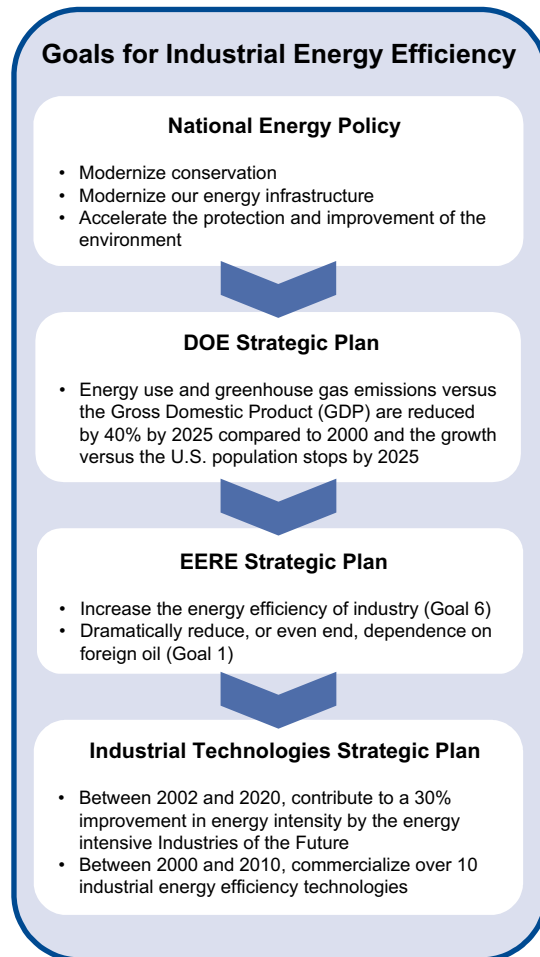 Goals for Industrial Energy Efficiency
National Energy Policy
• Modernize conservation
• Modernize our energy infrastructure
• Accelerate the protection and improvement of the
environment
DOE Strategic Plan
• Energy use and greenhouse gas emissions versus
the Gross Domestic Product (GDP) are reduced
by 40% by 2025 compared to 2000 and the growth
versus the U.S. population stops by 2025
EERE Strategic Plan
• Increase the energy efficiency of industry (Goal 6)
• Dramatically reduce, or even end, dependence on
foreign oil (Goal 1)
Industrial Technologies Strategic Plan
• Between 2002 and 2020, contribute to a 30%
improvement in energy intensity by the energy
intensive Industries of the Future
• Between 2000 and 2010, commercialize over 10
industrial energy efficiency technologies